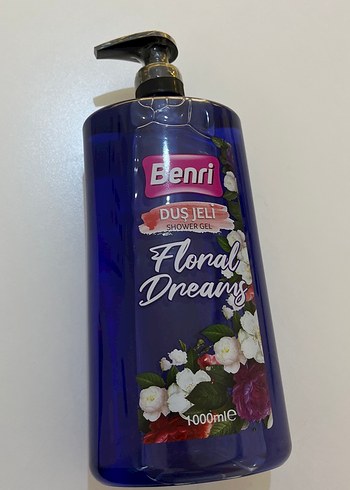 Benri
DUŞ JELİ
SHOWER GEL
Floral
Dreams
1000ml℮